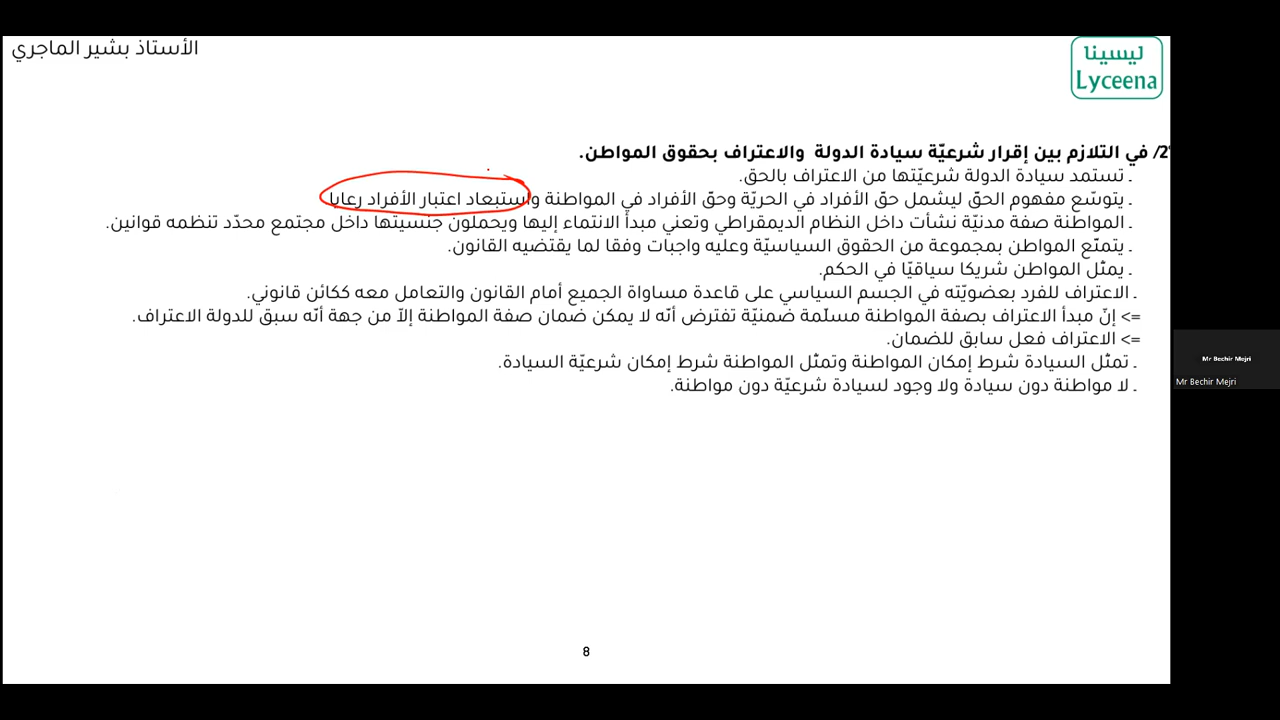 الأستاذ بشير الماجري
ليسينا
Lyceena
2/ في التلازم بين إقرار شرعيّة سيادة الدولة والاعتراف بحقوق المواطن.
ـ تستمد سيادة الدولة شرعيّتها من الاعتراف بالحق.
ـ يتوسّع مفهوم الحقّ ليشمل حقّ الأفراد في الحريّة وحقّ الأفراد في المواطنة واستبعاد اعتبار الأفراد رعايا
ـ المواطنة صفة مدنيّة نشأت داخل النظام الديمقراطي وتعني مبدأ الانتماء إليها ويحملون جنسيتها داخل مجتمع محدّد تنظمه قوانين.
ـ يتمتّع المواطن بمجموعة من الحقوق السياسيّة وعليه واجبات وفقا لما يقتضيه القانون.
ـ يمثّل المواطن شريكا سياقيّا في الحكم.
ـ الاعتراف للفرد بعضويّته في الجسم السياسي على قاعدة مساواة الجميع أمام القانون والتعامل معه ككائن قانوني.
=> إنّ مبدأ الاعتراف بصفة المواطنة مسلّمة ضمنيّة تفترض أنّه لا يمكن ضمان صفة المواطنة إلاّ من جهة أنّه سبق للدولة الاعتراف.
=> الاعتراف فعل سابق للضمان.
ـ تمثّل السيادة شرط إمكان المواطنة وتمثّل المواطنة شرط إمكان شرعيّة السيادة.
ـ لا مواطنة دون سيادة ولا وجود لسيادة شرعيّة دون مواطنة.
Mr Bechir Mejri
Mr Bechir Mejri
8